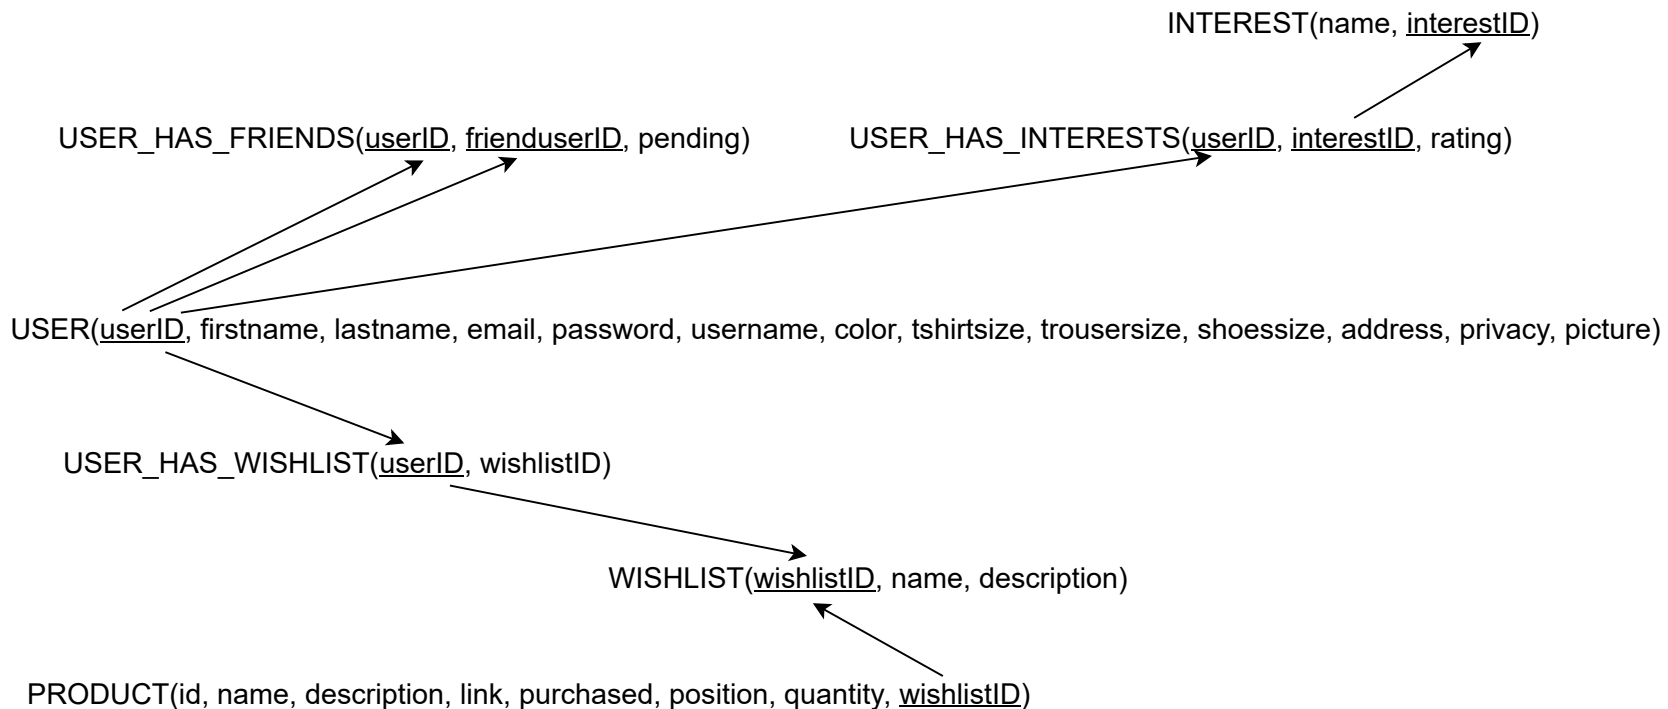 INTEREST(name, interestID)
USER_HAS_FRIENDS(userID, frienduserID, pending)
USER_HAS_INTERESTS(userID, interestID, rating)
USER(userID, firstname, lastname, email, password, username, color, tshirtsize, trousersize, shoessize, address, privacy, picture)
USER_HAS_WISHLIST(userID, wishlistID)
WISHLIST(wishlistID, name, description)
PRODUCT(id, name, description, link, purchased, position, quantity, wishlistID)